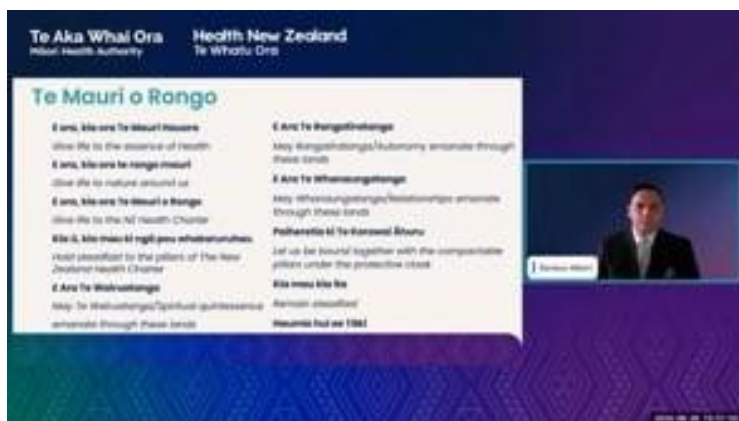 Te Aka Whai Ora
Māori Health Authority
Health New Zealand
Te Whatu Ora
Te Mauri o Rongo
E ora, kia ora Te Mauri Hauora
Give life to the essence of Health
E ora, kia ora te rongo mauri
Give life to nature around us
E ora, kia ora Te Mauri o Rongo
Give life to the NZ Health Charter
Kia ū, kia mau ki ngā pou whakaruruhau
Hold steadfast to the pillars of The New
Zealand Health Charter
E Ara Te Wairuatanga
May Te Wairuatanga/Spiritual quintessence
emanate through these lands
E Ara Te Rangatiratanga
May Rangatiratanga/Autonomy emanate through
these lands
E Ara Te Whanaungatanga
May Whanaungatanga/Relationships emanate
through these lands
Paiheretia ki Te Korowai Āhuru
Let us be bound together with the
pillars under the protective cloak
Kia mau kia ita
Remain steadfast
Haumia hui ee Tāiki